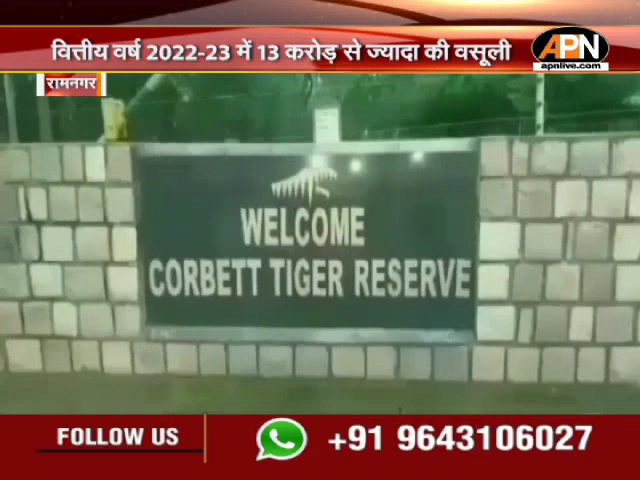 वित्तीय वर्ष 2022-23 में 13 करोड़ से ज्यादा की वसूली
APN
apnlive.com
रामनगर
WELCOME
CORBETT TIGER RESERVE
FOLLOW US
+91 9643106027